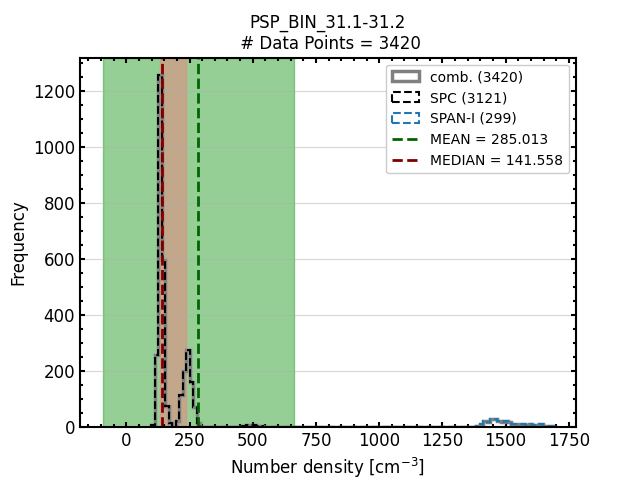 PSP_BIN_31.1-31.2
# Data Points = 3420
comb. (3420)
SPC (3121)
SPAN-I (299)
MEAN = 285.013
MEDIAN = 141.558
Frequency
1200
1000
800
600
400
200
0
0 250 500 750 1000 1250 1500 1750
Number density [cm⁻³]